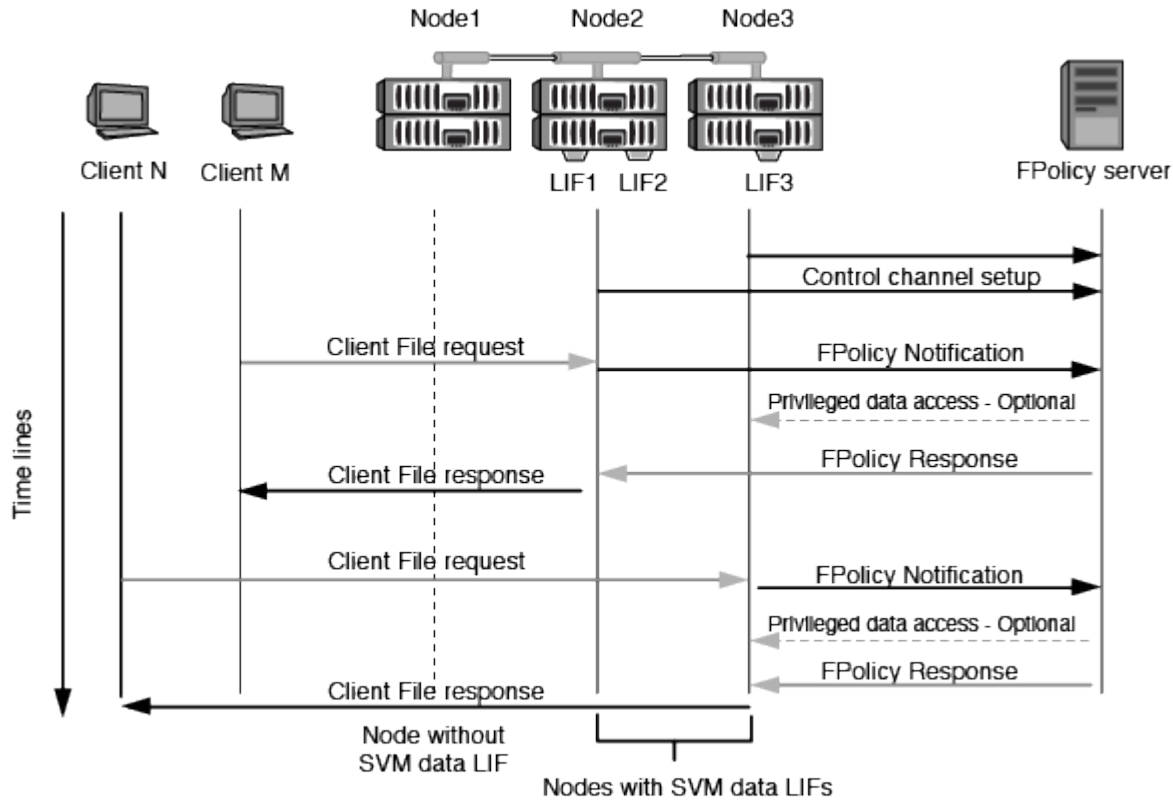 Node1
Node2
Node3
Client N
Client M
LIF1
LIF2
LIF3
FPolicy server
Control channel setup
Client File request
FPolicy Notification
Privileged data access - Optional
FPolicy Response
Client File response
Time lines
Client File request
FPolicy Notification
Privileged data access - Optional
FPolicy Response
Client File response
Node without
SVM data LIF
Nodes with SVM data LIFs